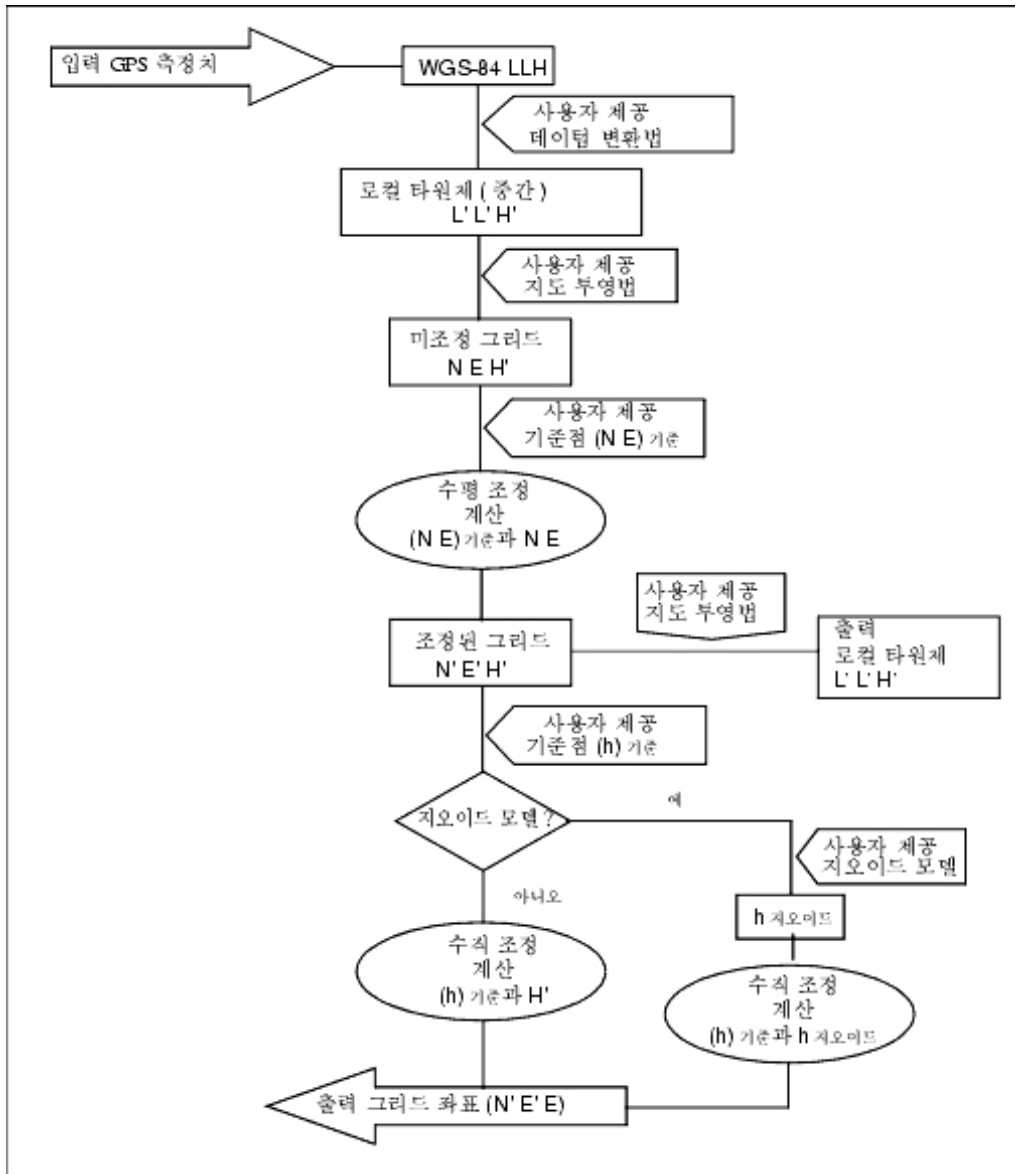 입력 GPS 측정치
WGS-84 LLH
사용자 제공
데이텀 변환법
로컬 타원체 ( 중간 )
L' L' H'
사용자 제공
지도 투영법
미조정 그리드
N E H'
사용자 제공
기준점 (N E) 기준
수평 조정
계산
(N E) 기준과 N E
사용자 제공
지도 투영법
조정된 그리드
N' E' H'
출력
로컬 타원체
L' L' H'
사용자 제공
기준점 (h) 기준
지오이드 모델 ?
예
사용자 제공
지오이드 모델
아니오
h 지오이드
수직 조정
계산
(h) 기준과 H'
수직 조정
계산
(h) 기준과 h 지오이드
출력 그리드 좌표 (N' E' E)